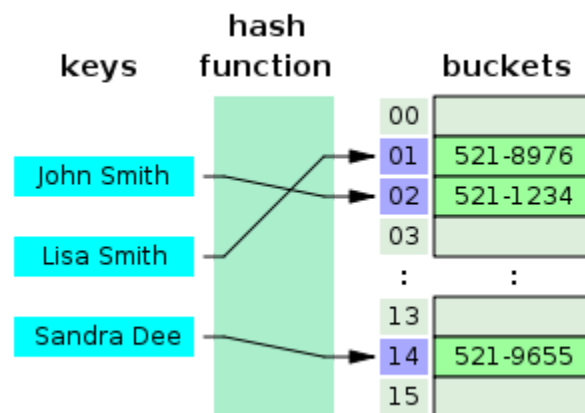 hash
keys function buckets
00
01 521-8976
John Smith
02 521-1234
03
Lisa Smith
: :
13
Sandra Dee
14 521-9655
15